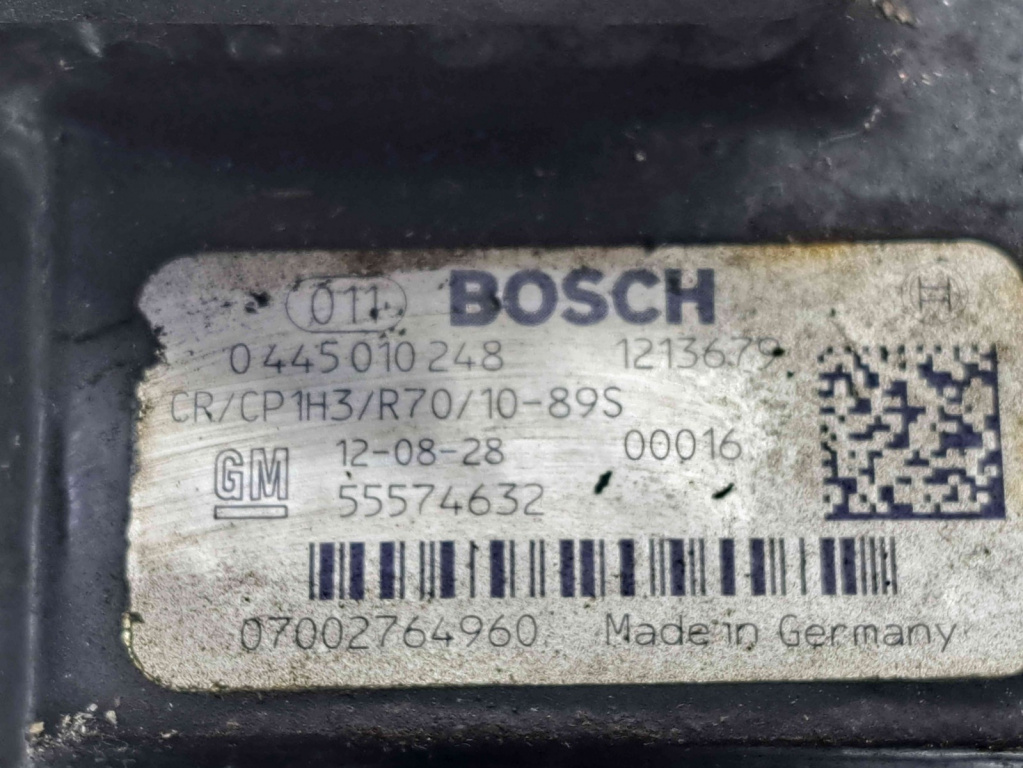 011 BOSCH
0 445 010 248 1213679
CR/CP1H3/R70/10-89S
12-08-28 00016
GM 55574632
07002764960 Made in Germany